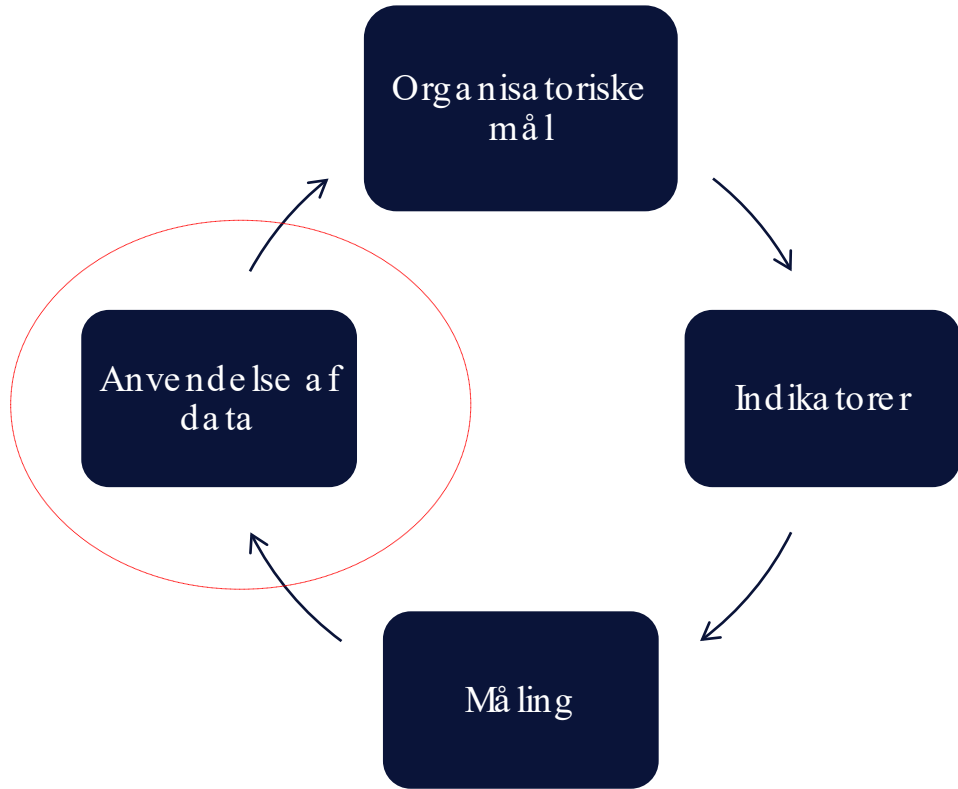 Organisatoriske
mål
Anvendelse af
data
Indikatorer
Måling